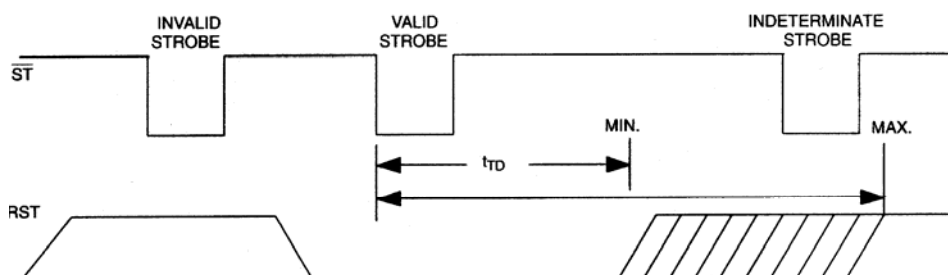 INVALID
STROBE
VALID
STROBE
INDETERMINATE
STROBE
ST
MIN.
MAX.
tTD
RST